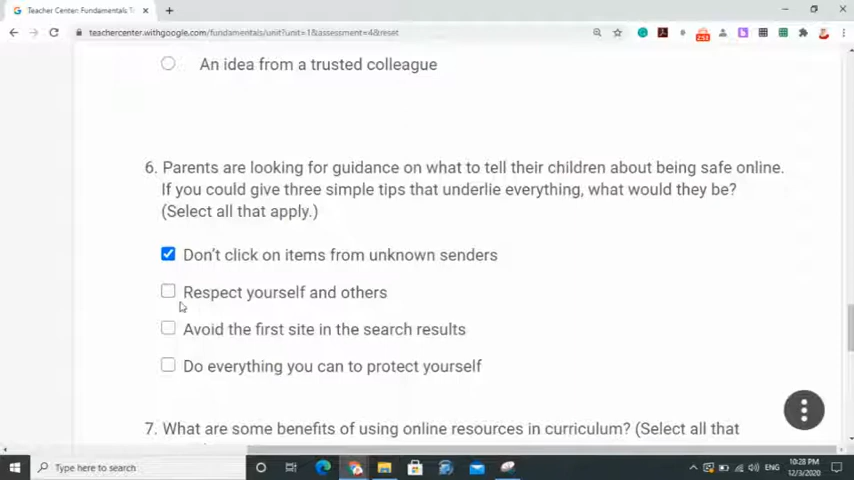 Teacher Center: Fundamentals T
teachercenter.withgoogle.com/fundamentals/unit?unit=1&assessment=4&reset
An idea from a trusted colleague
6. Parents are looking for guidance on what to tell their children about being safe online.
If you could give three simple tips that underlie everything, what would they be?
(Select all that apply.)
Don't click on items from unknown senders
Respect yourself and others
Avoid the first site in the search results
Do everything you can to protect yourself
7. What are some benefits of using online resources in curriculum? (Select all that
Type here to search
ENG
10:28 PM
12/3/2020